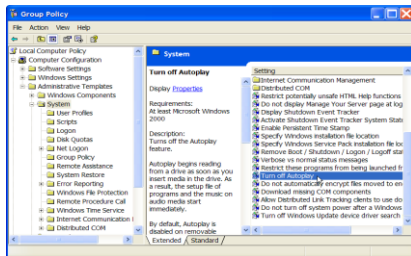 Group Policy
File Action View Help
Local Computer Policy
Computer Configuration
Software Settings
Windows Settings
Administrative Templates
Windows Components
System
User Profiles
Scripts
Logon
Disk Quotas
Net Logon
Group Policy
Remote Assistance
System Restore
Error Reporting
Windows File Protection
Remote Procedure Call
Windows Time Service
Internet Communication
Distributed COM
System
Turn off Autoplay
Display Properties
Requirements:
At least Microsoft Windows
2000
Description:
Turns off the Autoplay
feature.
Autoplay begins reading
from a drive as soon as you
insert media in the drive. As
a result, the setup file of
programs and the music on
audio media start
immediately.
By default, Autoplay is
disabled on removable
Setting
Internet Communication Management
Distributed COM
Restrict potentially unsafe HTML Help functions
Do not display Manage Your Server page at log
Display Shutdown Event Tracker
Activate Shutdown Event Tracker System State
Enable Persistent Time Stamp
Specify Windows installation file location
Specify Windows Service Pack installation file loc
Remove Boot / Shutdown / Logon / Logoff stat
Verbose vs normal status messages
Restrict these programs from being launched fr
Turn off Autoplay
Do not automatically encrypt files moved to en
Download missing COM components
Allow Distributed Link Tracking clients to use do
Do not turn off system power after a Windows
Turn off Windows Update device driver search
Extended Standard